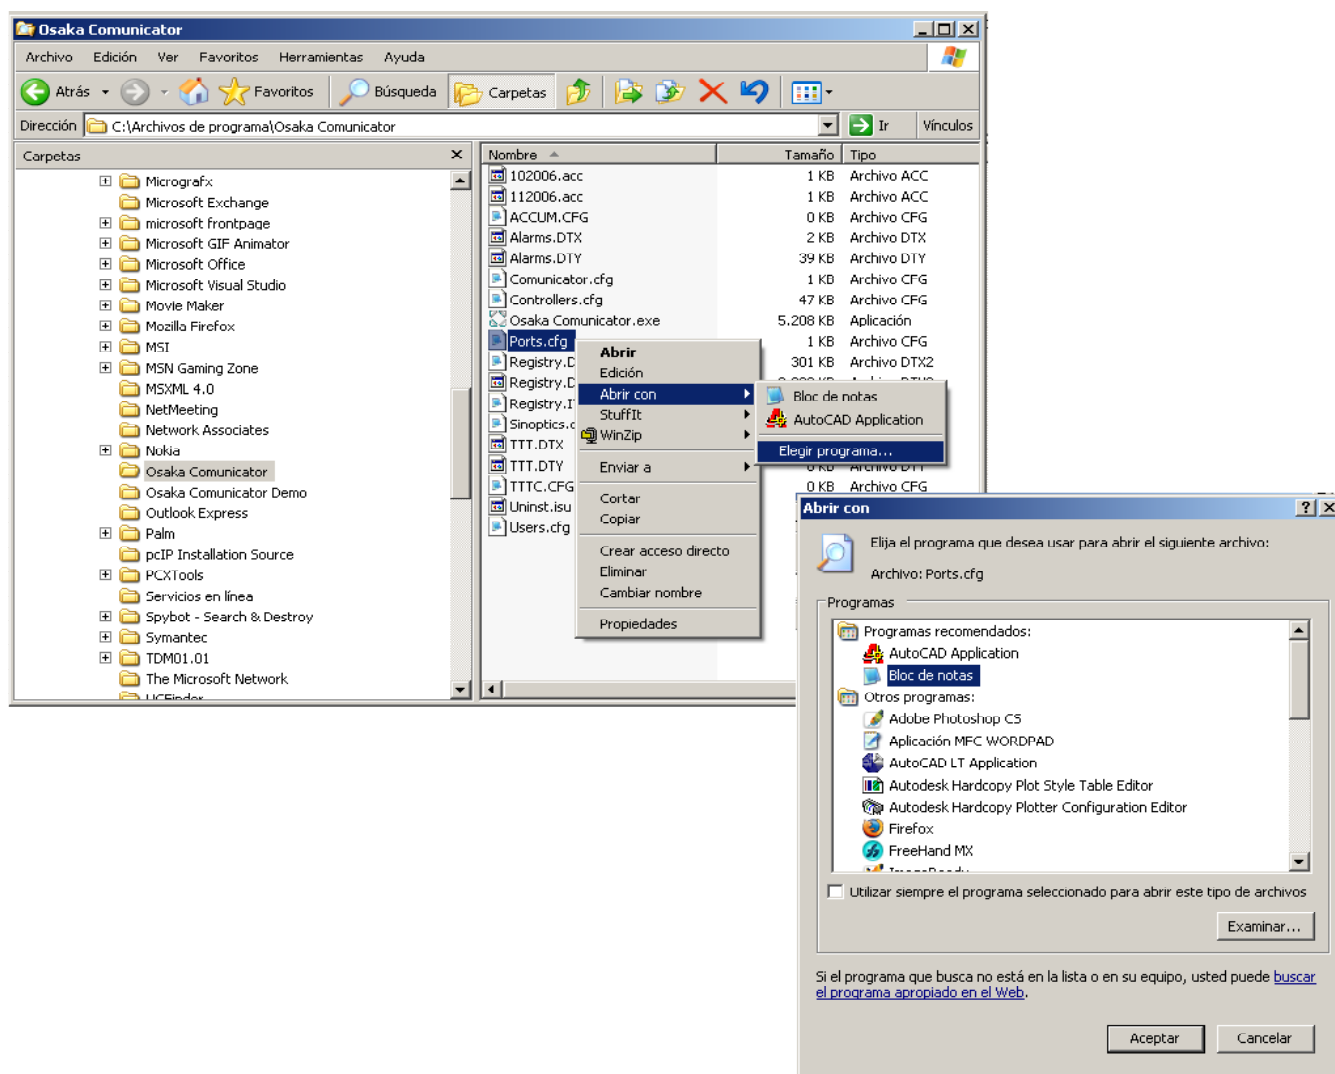 Osaka Comunicator
Archivo Edición Ver Favoritos Herramientas Ayuda
Atrás Favoritos Búsqueda Carpetas
Dirección C:\Archivos de programa\Osaka Comunicator Ir Vínculos
Carpetas
Micrografx
Microsoft Exchange
microsoft frontpage
Microsoft GIF Animator
Microsoft Office
Microsoft Visual Studio
Movie Maker
Mozilla Firefox
MSI
MSN Gaming Zone
MSXML 4.0
NetMeeting
Network Associates
Nokia
Osaka Comunicator
Osaka Comunicator Demo
Outlook Express
Palm
pcIP Installation Source
PCXTools
Servicios en línea
Spybot - Search & Destroy
Symantec
TDM01.01
The Microsoft Network
UCFinder
Nombre Tamaño Tipo
102006.acc 1 KB Archivo ACC
112006.acc 1 KB Archivo ACC
ACCUM.CFG 0 KB Archivo CFG
Alarms.DTX 2 KB Archivo DTX
Alarms.DTY 39 KB Archivo DTY
Comunicator.cfg 1 KB Archivo CFG
Controllers.cfg 47 KB Archivo CFG
Osaka Comunicator.exe 5.208 KB Aplicación
Ports.cfg 1 KB Archivo CFG
Registry.D 301 KB Archivo DTX2
Registry.D
Registry.I
Sinoptics.c
TTT.DTX
TTT.DTY 0 KB Archivo DTY
TTTC.CFG 0 KB Archivo CFG
Uninst.isu
Users.cfg
Abrir
Edición
Abrir con
StuffIt
WinZip
Enviar a
Cortar
Copiar
Crear acceso directo
Eliminar
Cambiar nombre
Propiedades
Bloc de notas
AutoCAD Application
Elegir programa...
Abrir con
Elija el programa que desea usar para abrir el siguiente archivo:
Archivo: Ports.cfg
Programas
Programas recomendados:
AutoCAD Application
Bloc de notas
Otros programas:
Adobe Photoshop CS
Aplicación MFC WORDPAD
AutoCAD LT Application
Autodesk Hardcopy Plot Style Table Editor
Autodesk Hardcopy Plotter Configuration Editor
Firefox
FreeHand MX
ImageReady
Utilizar siempre el programa seleccionado para abrir este tipo de archivos
Examinar...
Si el programa que busca no está en la lista o en su equipo, usted puede buscar
el programa apropiado en el Web.
Aceptar Cancelar